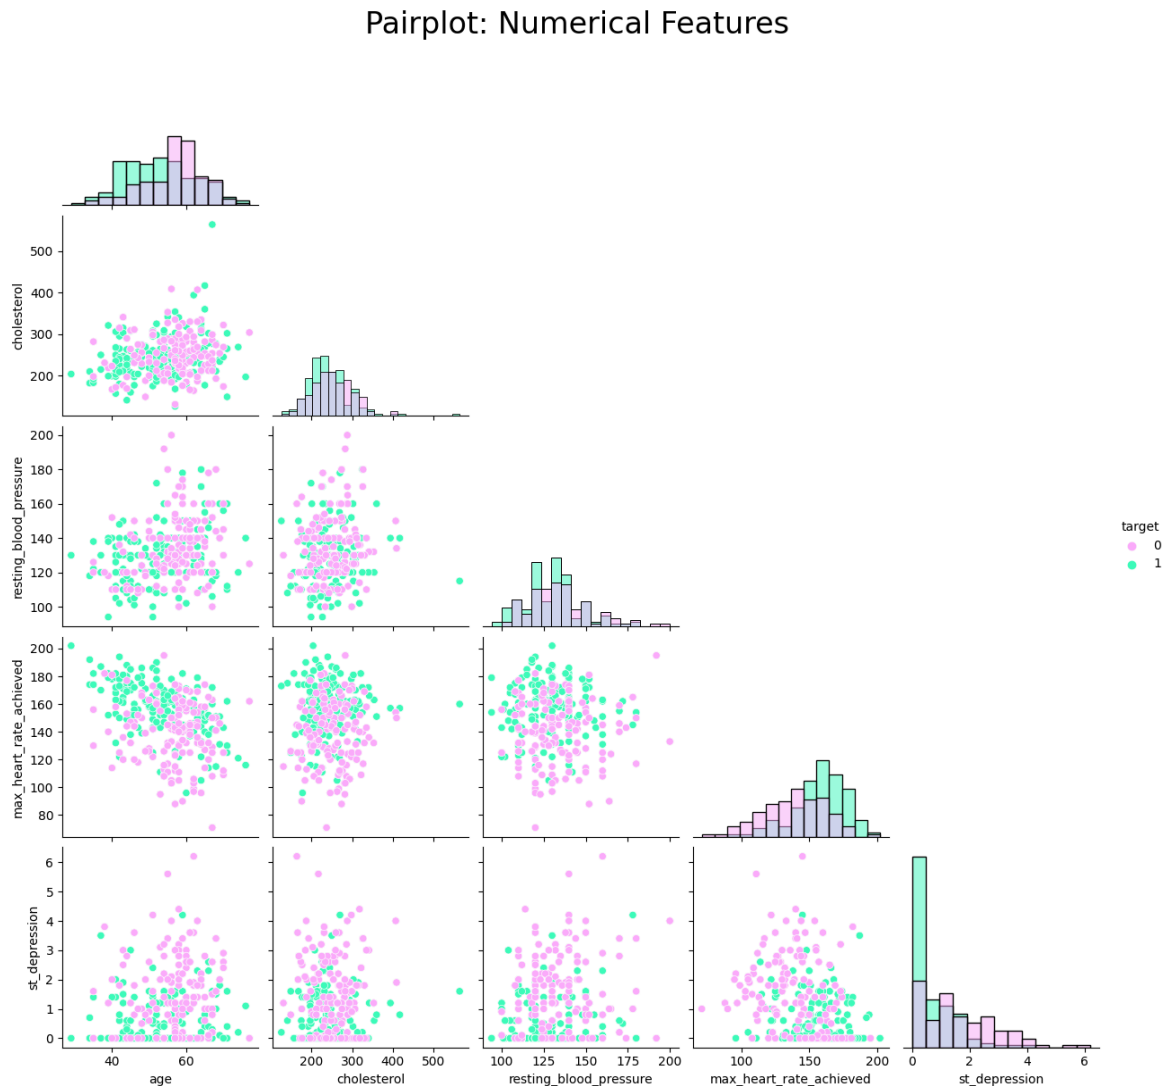 Pairplot: Numerical Features
cholesterol
500
400
300
200
resting_blood_pressure
200
180
160
140
120
100
max_heart_rate_achieved
200
180
160
140
120
100
80
st_depression
6
5
4
3
2
1
0
40 60
200 300 400 500
100 125 150 175 200
100 150 200
0 2 4 6
age
cholesterol
resting_blood_pressure
max_heart_rate_achieved
st_depression
target
0
1